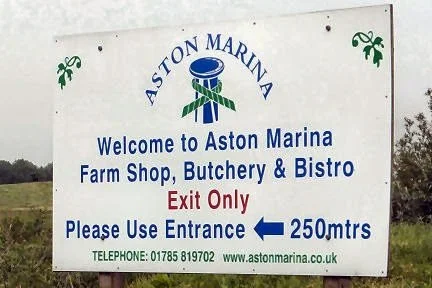 ASTON MARINA
Welcome to Aston Marina
Farm Shop, Butchery & Bistro
Exit Only
Please Use Entrance ← 250mtrs
TELEPHONE: 01785 819702 www.astonmarina.co.uk